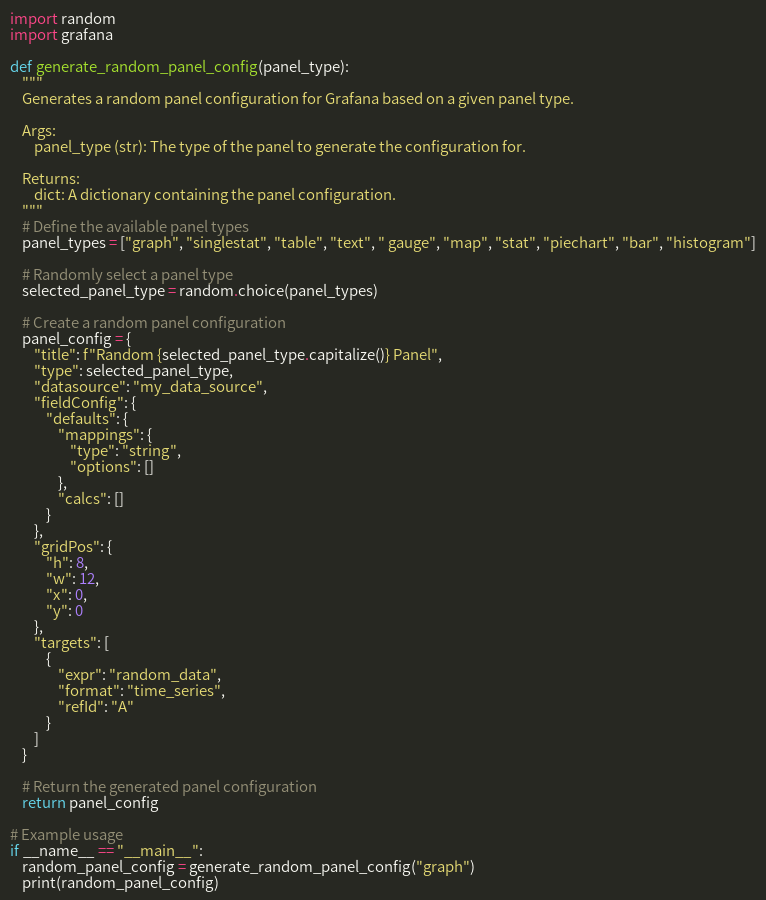 import random
import grafana

def generate_random_panel_config(panel_type):
    """
    Generates a random panel configuration for Grafana based on a given panel type.

    Args:
        panel_type (str): The type of the panel to generate the configuration for.

    Returns:
        dict: A dictionary containing the panel configuration.
    """
    # Define the available panel types
    panel_types = ["graph", "singlestat", "table", "text", " gauge", "map", "stat", "piechart", "bar", "histogram"]

    # Randomly select a panel type
    selected_panel_type = random.choice(panel_types)

    # Create a random panel configuration
    panel_config = {
        "title": f"Random {selected_panel_type.capitalize()} Panel",
        "type": selected_panel_type,
        "datasource": "my_data_source",
        "fieldConfig": {
            "defaults": {
                "mappings": {
                    "type": "string",
                    "options": []
                },
                "calcs": []
            }
        },
        "gridPos": {
            "h": 8,
            "w": 12,
            "x": 0,
            "y": 0
        },
        "targets": [
            {
                "expr": "random_data",
                "format": "time_series",
                "refId": "A"
            }
        ]
    }

    # Return the generated panel configuration
    return panel_config

# Example usage
if __name__ == "__main__":
    random_panel_config = generate_random_panel_config("graph")
    print(random_panel_config)